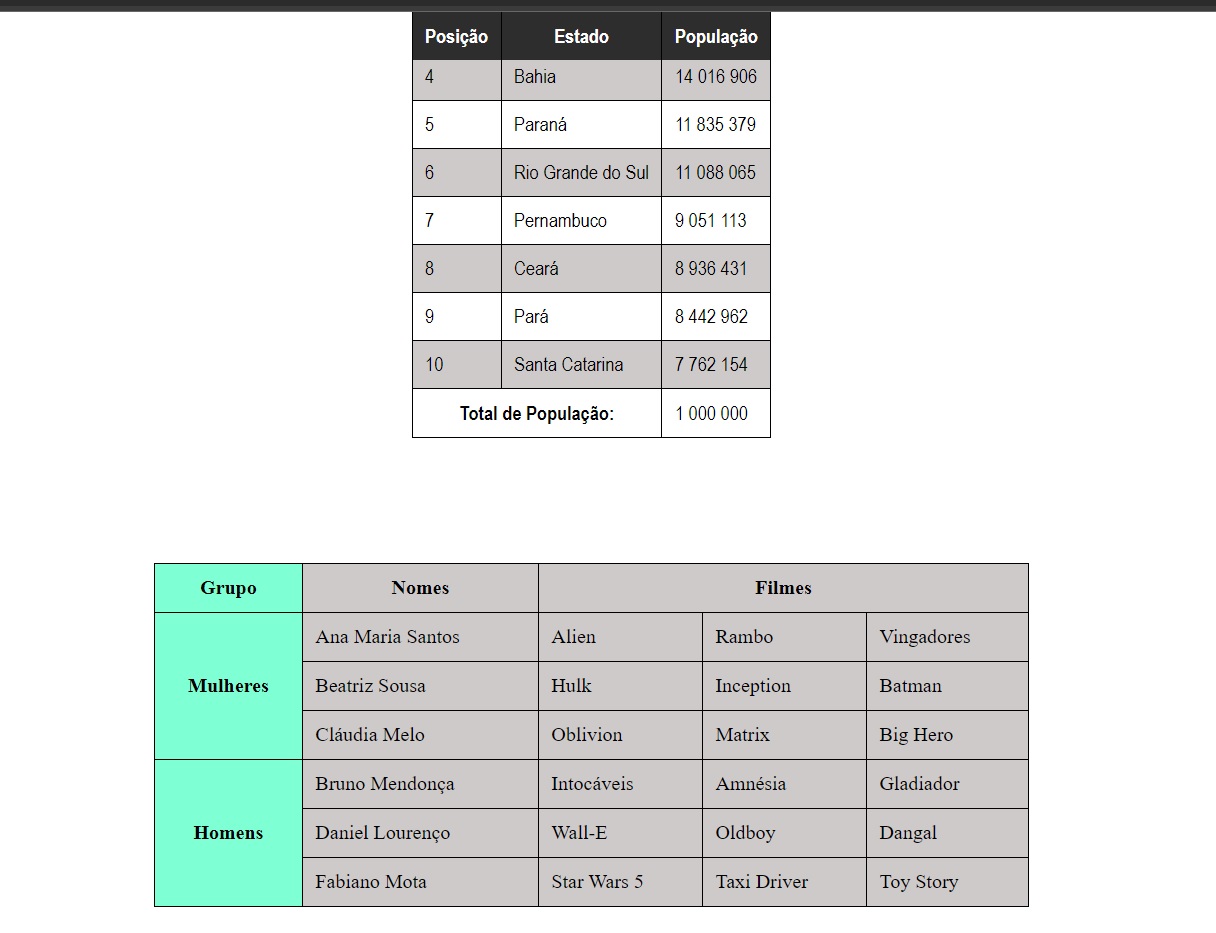 Posição Estado População
4 Bahia 14 016 906
5 Paraná 11 835 379
6 Rio Grande do Sul 11 088 065
7 Pernambuco 9 051 113
8 Ceará 8 936 431
9 Pará 8 442 962
10 Santa Catarina 7 762 154
Total de População: 1 000 000
Grupo Nomes Filmes
Mulheres Ana Maria Santos Alien Rambo Vingadores
Beatriz Sousa Hulk Inception Batman
Cláudia Melo Oblivion Matrix Big Hero
Homens Bruno Mendonça Intocáveis Amnésia Gladiador
Daniel Lourenço Wall-E Oldboy Dangal
Fabiano Mota Star Wars 5 Taxi Driver Toy Story